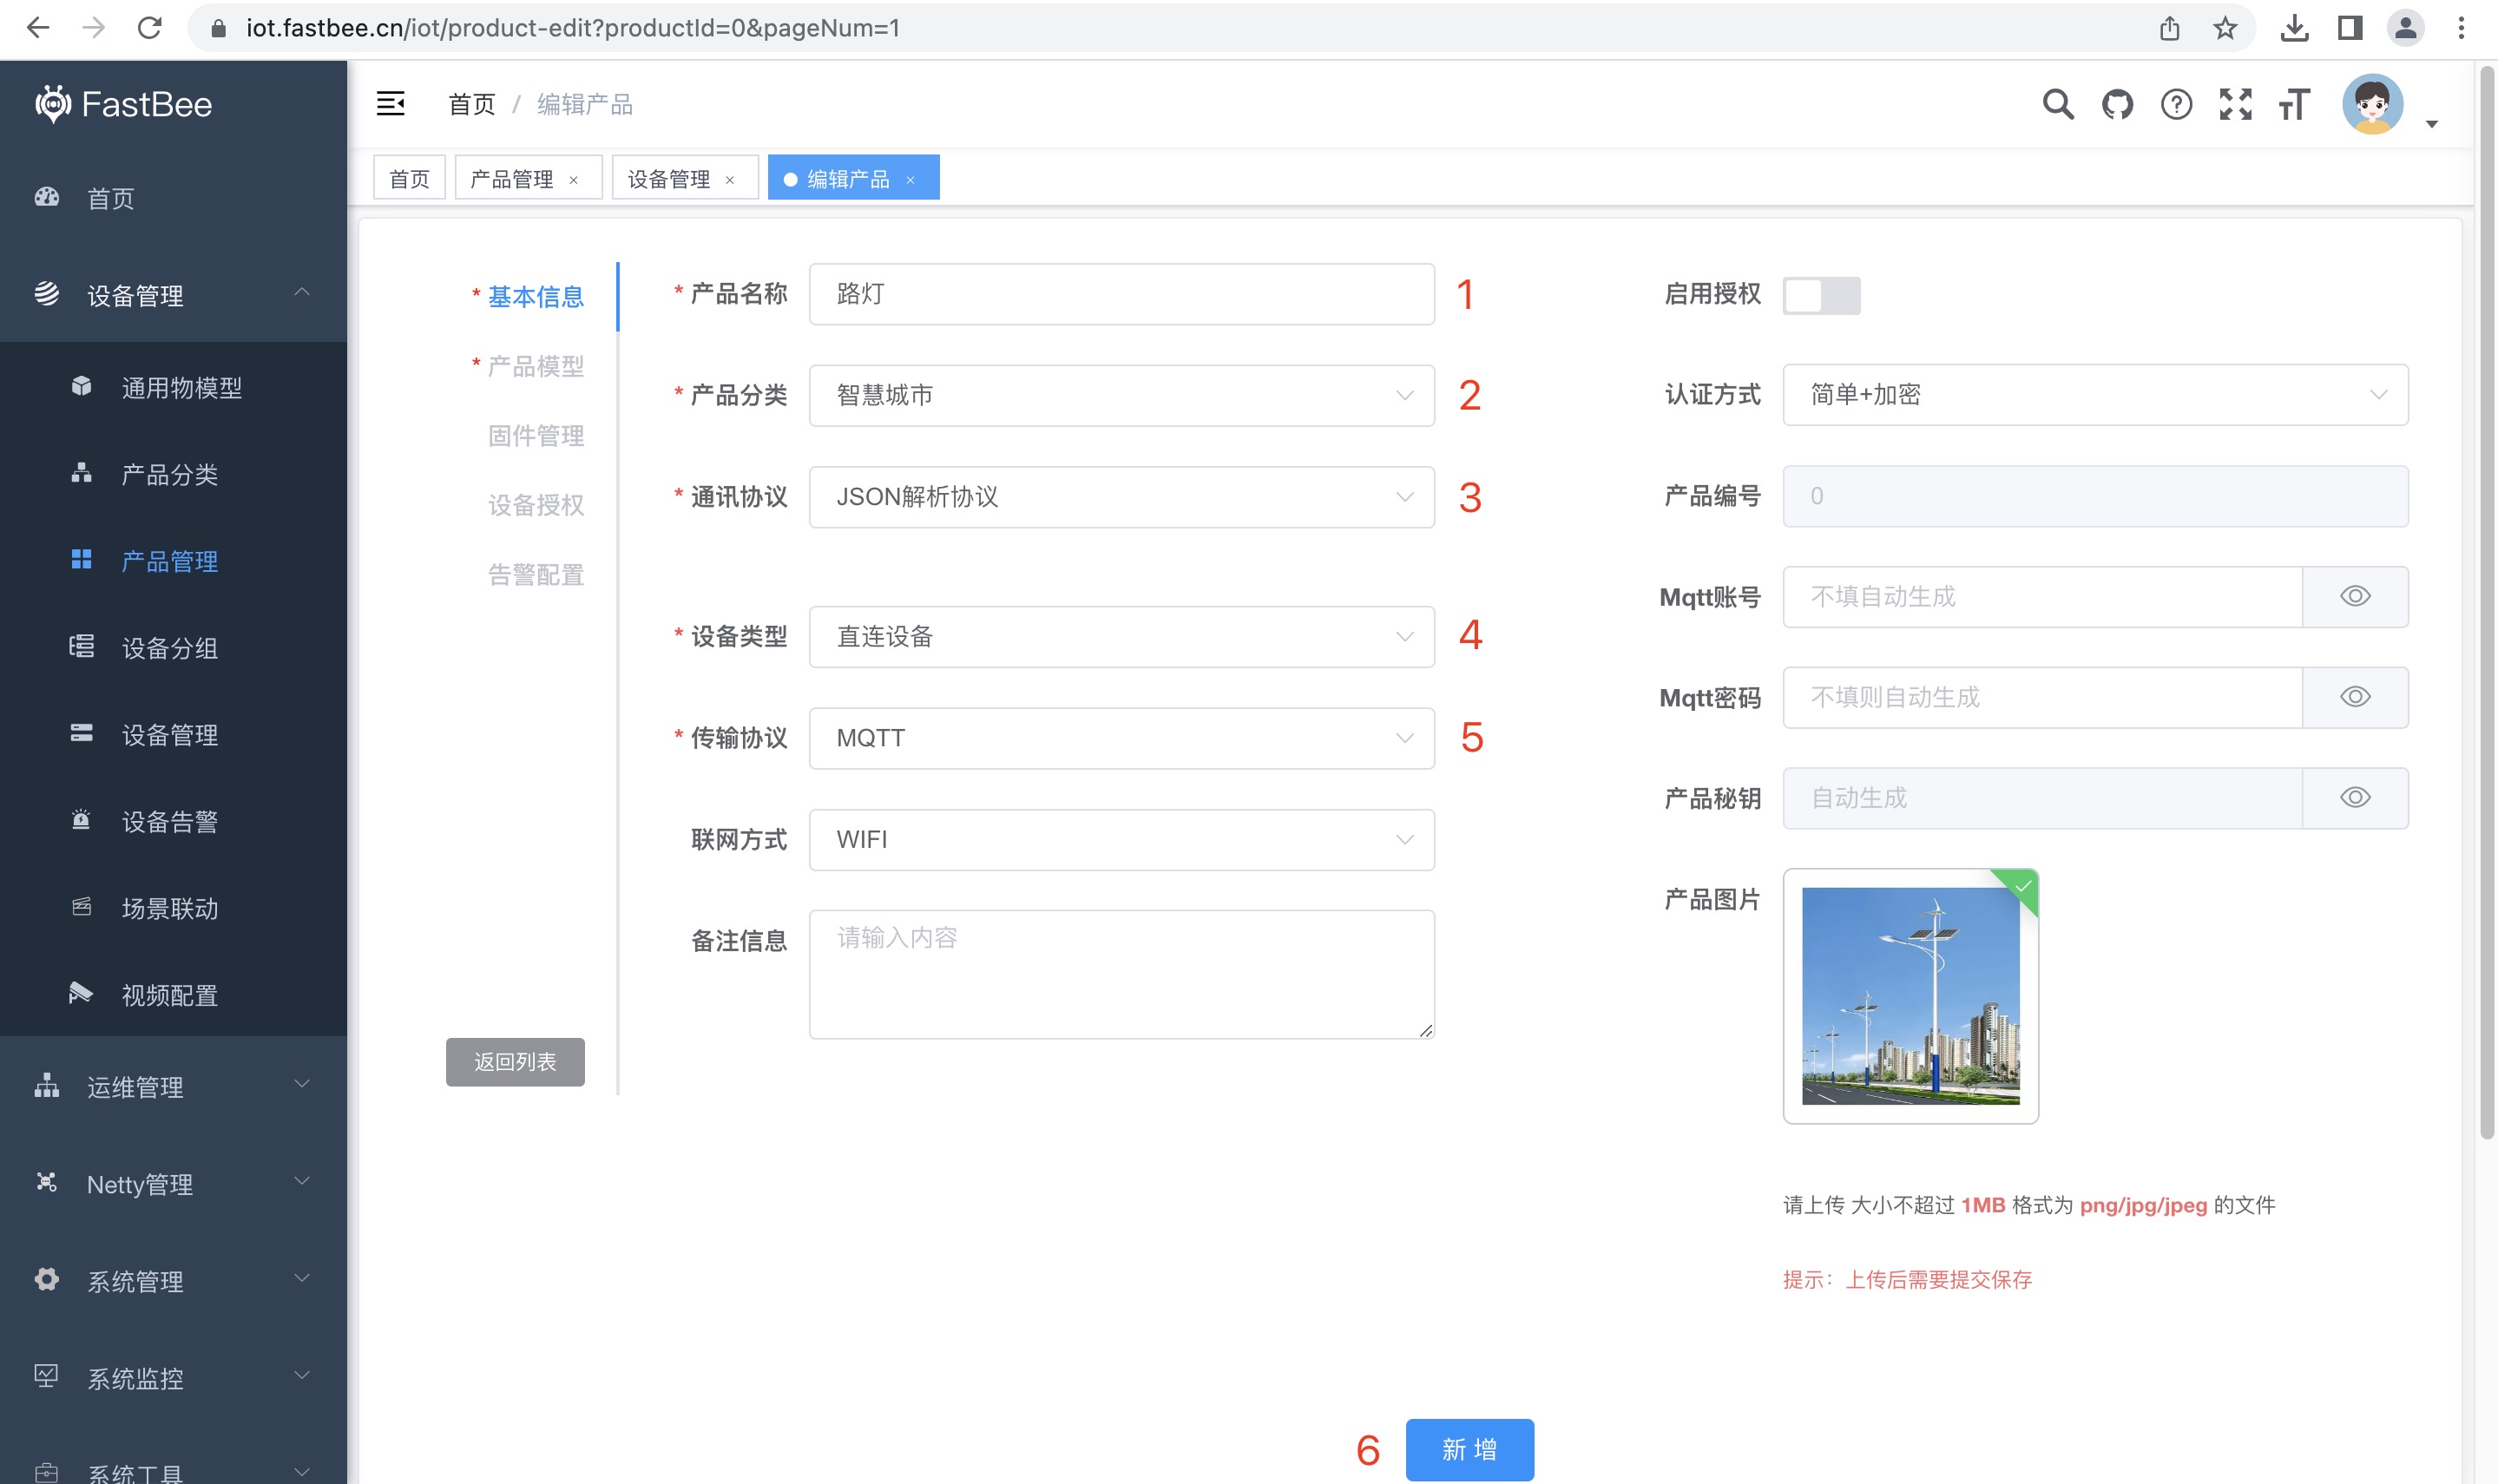 iot.fastbee.cn/iot/product-edit?productId=0&pageNum=1
FastBee
首页
设备管理
通用物模型
产品分类
产品管理
设备分组
设备管理
设备告警
场景联动
视频配置
运维管理
Netty管理
系统管理
系统监控
系统工具
首页 / 编辑产品
首页
产品管理 ×
设备管理 ×
编辑产品 ×
* 基本信息
* 产品模型
固件管理
设备授权
告警配置
返回列表
* 产品名称 路灯 1
* 产品分类 智慧城市 2
* 通讯协议 JSON解析协议 3
* 设备类型 直连设备 4
* 传输协议 MQTT 5
联网方式 WIFI
备注信息 请输入内容
启用授权
认证方式 简单+加密
产品编号 0
Mqtt账号 不填自动生成
Mqtt密码 不填则自动生成
产品秘钥 自动生成
产品图片
请上传 大小不超过 1MB 格式为 png/jpg/jpeg 的文件
提示：上传后需要提交保存
6 新 增